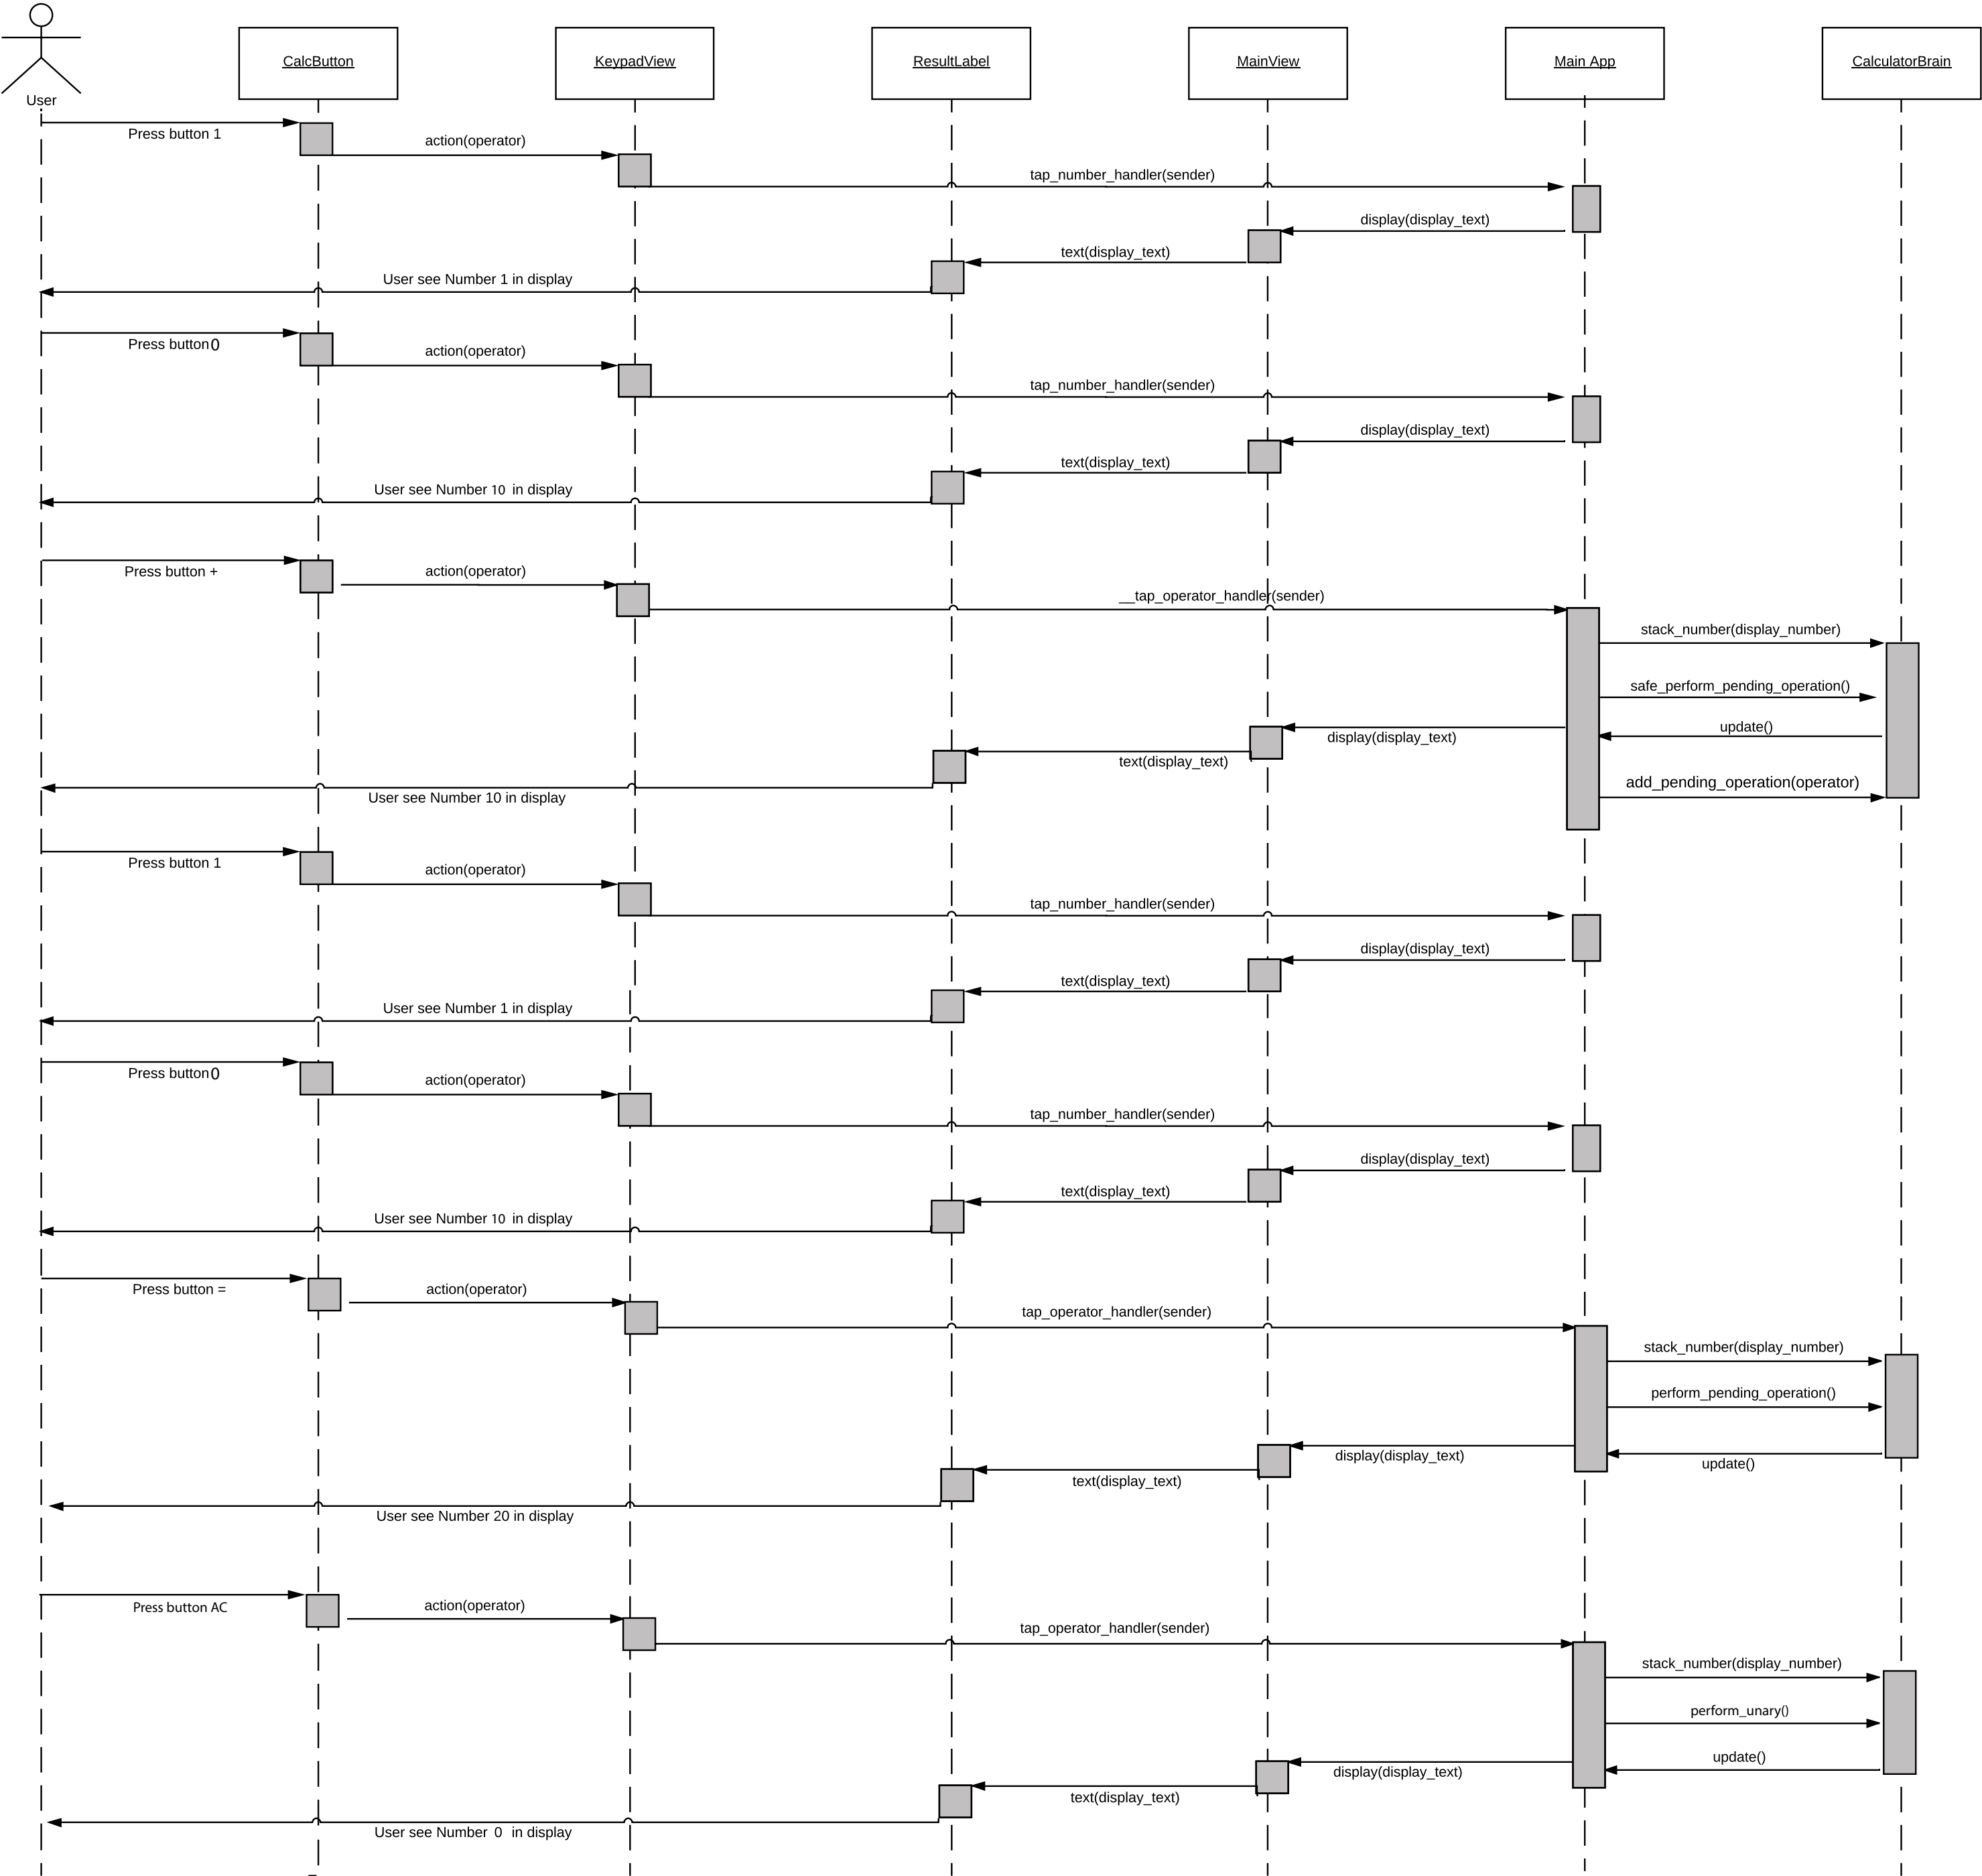 User
CalcButton
KeypadView
ResultLabel
MainView
Main App
CalculatorBrain
Press button 1
action(operator)
tap_number_handler(sender)
display(display_text)
text(display_text)
User see Number 1 in display
Press button 0
action(operator)
tap_number_handler(sender)
display(display_text)
text(display_text)
User see Number 10 in display
Press button +
action(operator)
__tap_operator_handler(sender)
stack_number(display_number)
safe_perform_pending_operation()
update()
display(display_text)
text(display_text)
add_pending_operation(operator)
User see Number 10 in display
Press button 1
action(operator)
tap_number_handler(sender)
display(display_text)
text(display_text)
User see Number 1 in display
Press button 0
action(operator)
tap_number_handler(sender)
display(display_text)
text(display_text)
User see Number 10 in display
Press button =
action(operator)
tap_operator_handler(sender)
stack_number(display_number)
perform_pending_operation()
display(display_text)
update()
text(display_text)
User see Number 20 in display
Press button AC
action(operator)
tap_operator_handler(sender)
stack_number(display_number)
perform_unary()
update()
display(display_text)
text(display_text)
User see Number 0 in display